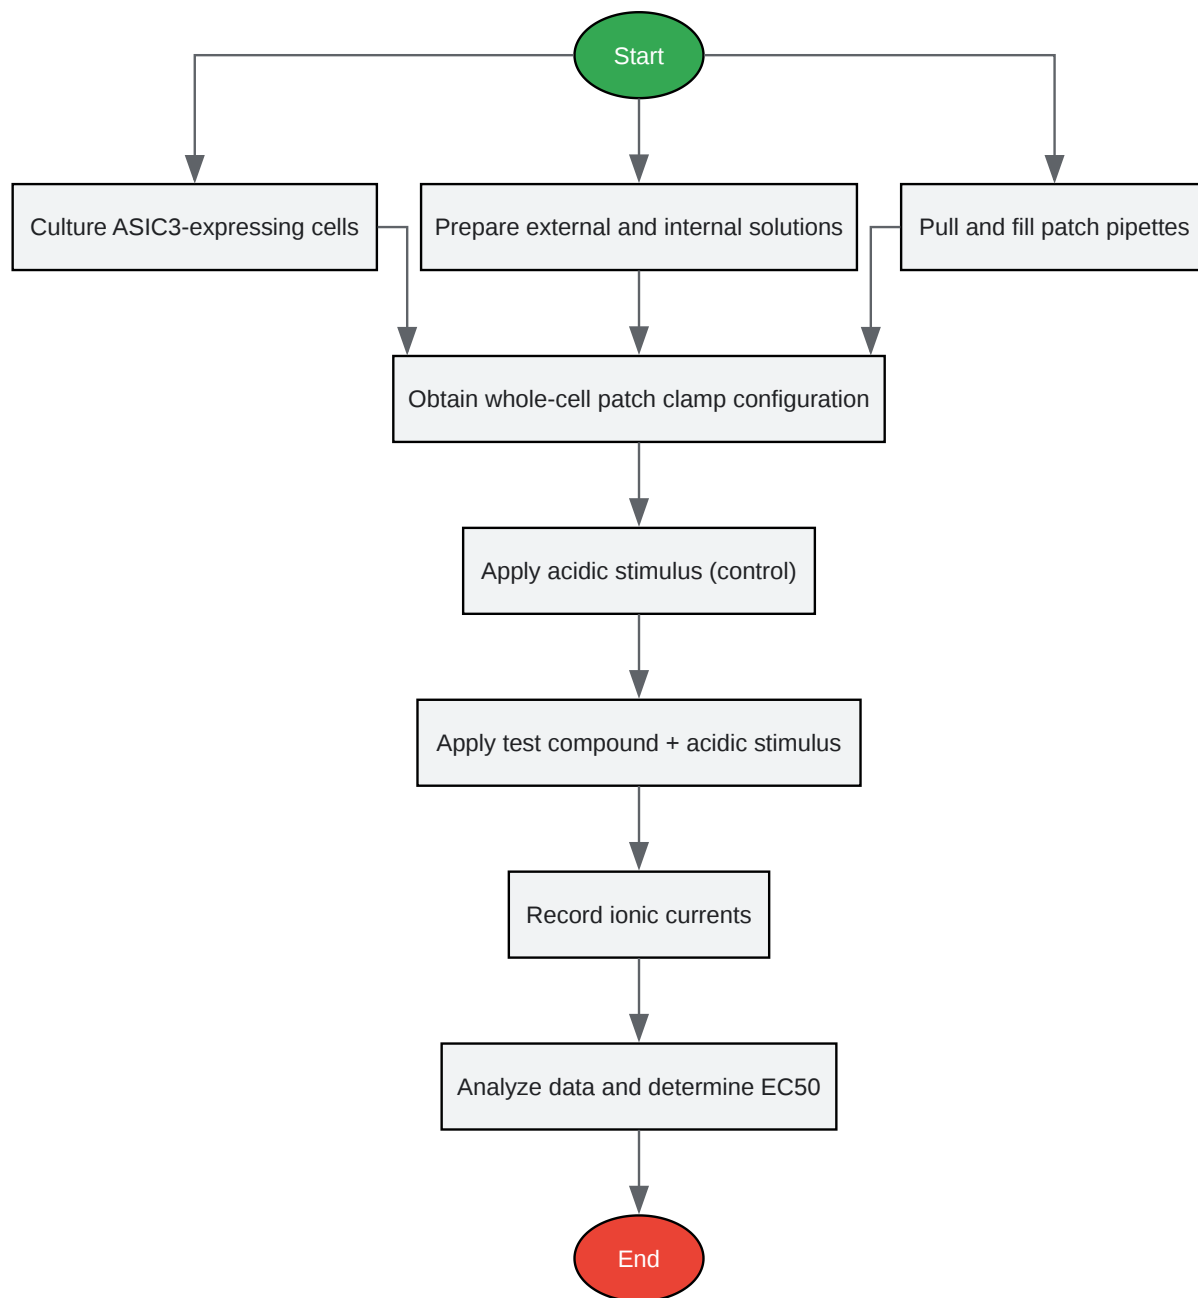 Start
Culture ASIC3-expressing cells
Prepare external and internal solutions
Pull and fill patch pipettes
Obtain whole-cell patch clamp configuration
Apply acidic stimulus (control)
Apply test compound + acidic stimulus
Record ionic currents
Analyze data and determine EC50
End